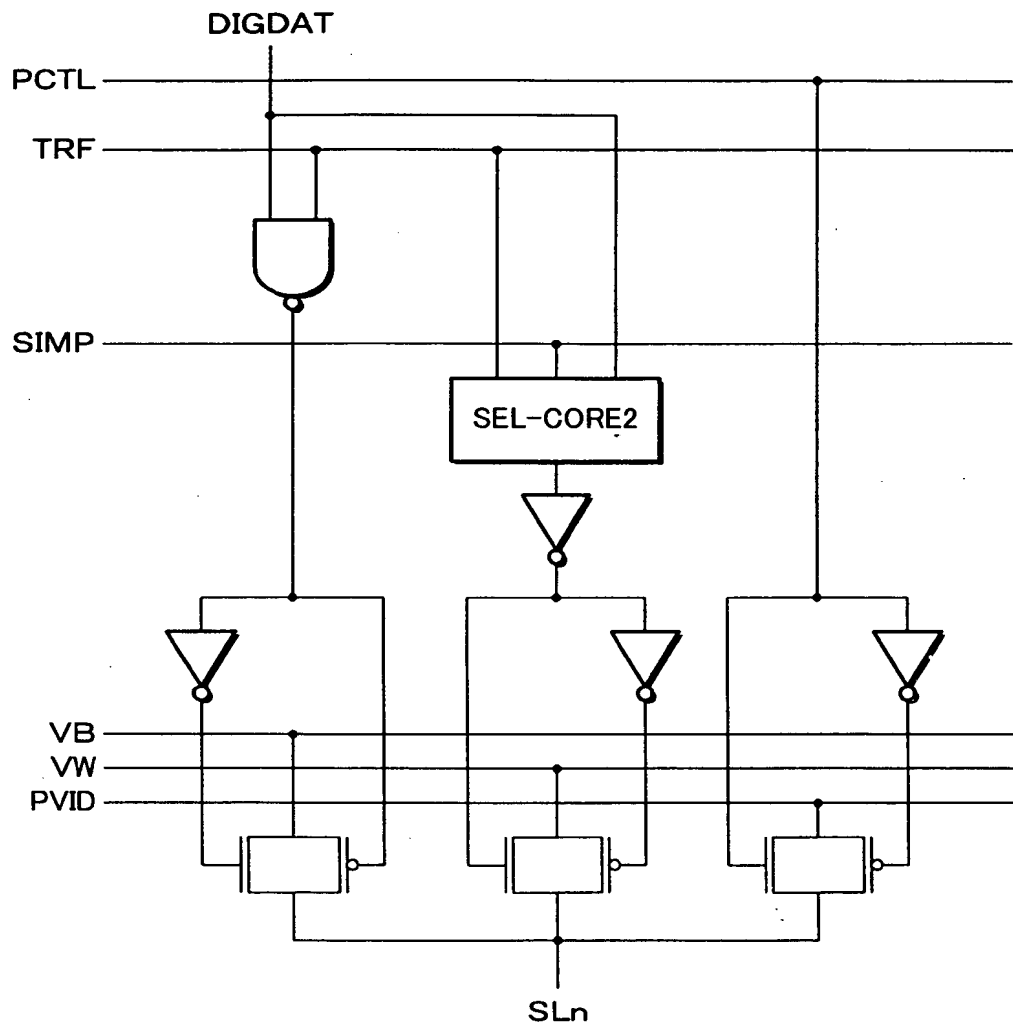 DIGDAT
PCTL
TRF
SIMP
SEL-CORE2
VB
VW
PVID
SLn